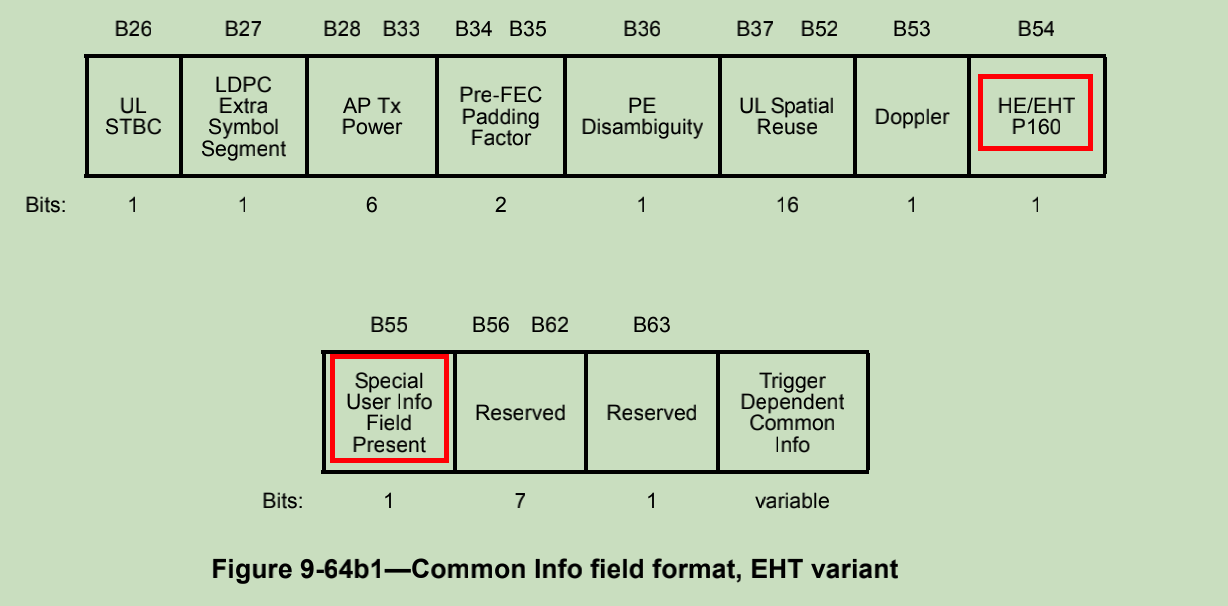 B26 B27 B28 B33 B34 B35 B36 B37 B52 B53 B54
UL STBC
LDPC Extra Symbol Segment
AP Tx Power
Pre-FEC Padding Factor
PE Disambiguity
UL Spatial Reuse
Doppler
HE/EHT P160
Bits: 1 1 6 2 1 16 1 1
B55 B56 B62 B63
Special User Info Field Present
Reserved
Reserved
Trigger Dependent Common Info
Bits: 1 7 1 variable
Figure 9-64b1—Common Info field format, EHT variant